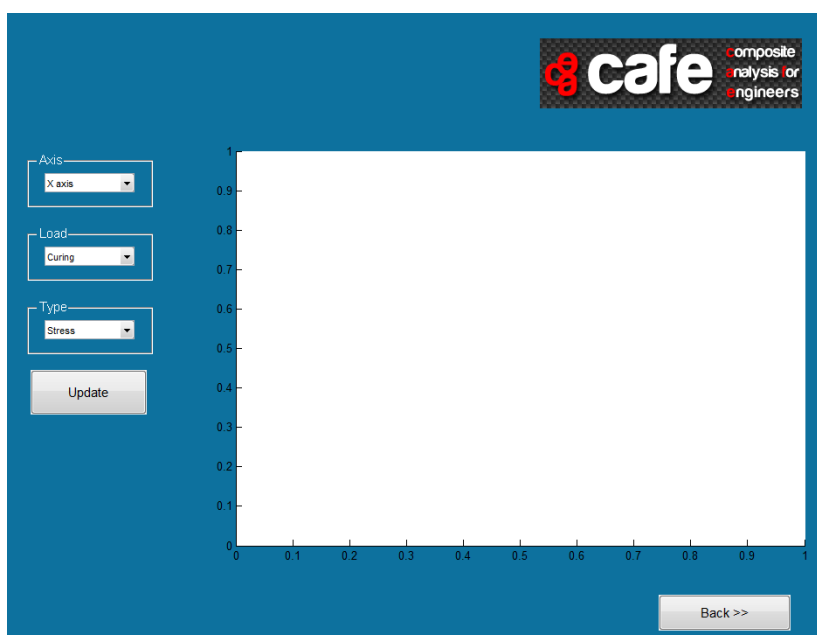 cafe
composite
analysis for
engineers
Axis
X axis
Load
Curing
Type
Stress
Update
1
0.9
0.8
0.7
0.6
0.5
0.4
0.3
0.2
0.1
0
0 0.1 0.2 0.3 0.4 0.5 0.6 0.7 0.8 0.9 1
Back >>